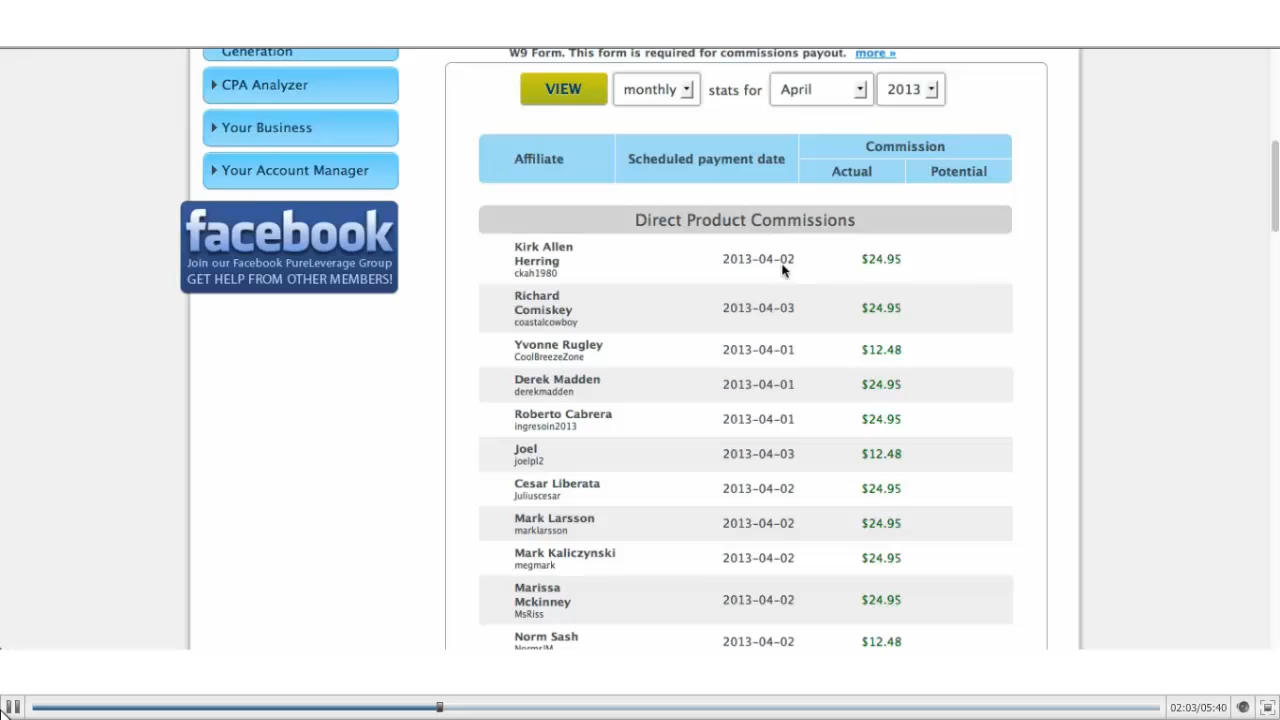 Generation
CPA Analyzer
Your Business
Your Account Manager
facebook
Join our Facebook PureLeverage Group
GET HELP FROM OTHER MEMBERS!
W9 Form. This form is required for commissions payout. more »
VIEW monthly stats for April 2013
Affiliate Scheduled payment date Commission
Actual Potential
Direct Product Commissions
Kirk Allen
Herring 2013-04-02 $24.95
ckah1980
Richard
Comiskey 2013-04-03 $24.95
coastalcowboy
Yvonne Rugley 2013-04-01 $12.48
CoolBreezeZone
Derek Madden 2013-04-01 $24.95
derekmadden
Roberto Cabrera 2013-04-01 $24.95
ingresoin2013
Joel 2013-04-03 $12.48
joelpl2
Cesar Liberata 2013-04-02 $24.95
Juliuscesar
Mark Larsson 2013-04-02 $24.95
marklarsson
Mark Kaliczynski 2013-04-02 $24.95
megmark
Marissa
Mckinney 2013-04-02 $24.95
MsRiss
Norm Sash 2013-04-02 $12.48
02:03/05:40